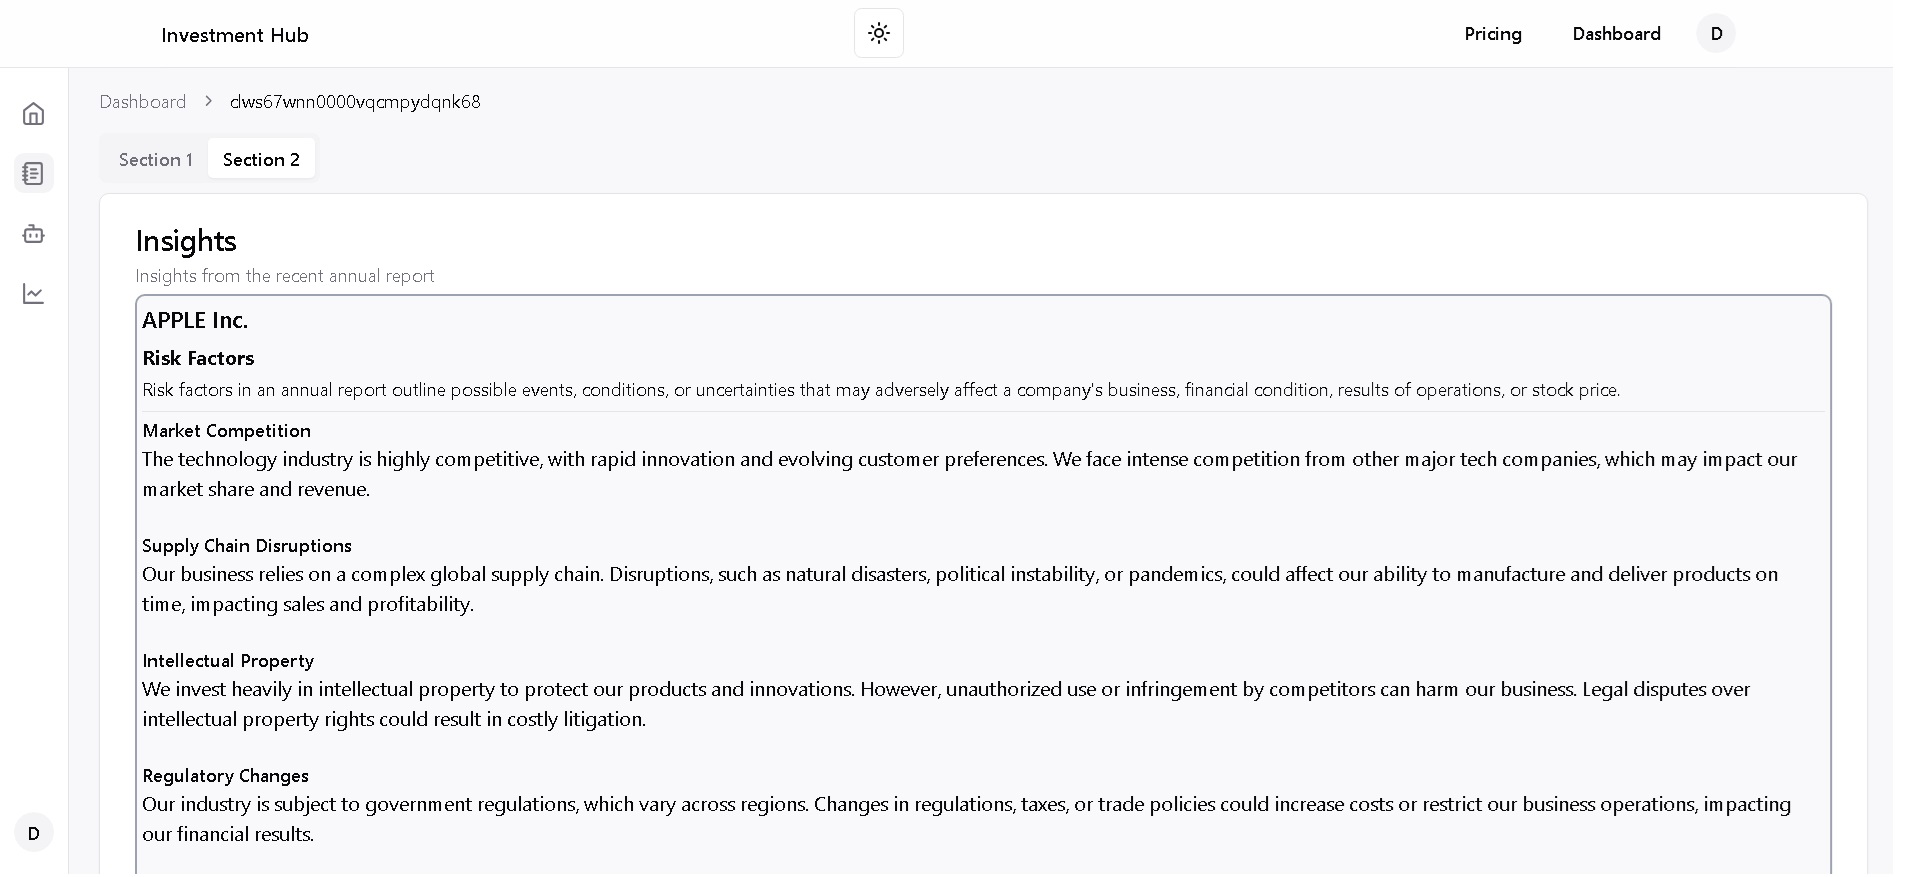 Investment Hub
Pricing
Dashboard
D
Dashboard > clws67wnn0000vqcmpydqnk68
Section 1
Section 2
Insights
Insights from the recent annual report
APPLE Inc.
Risk Factors
Risk factors in an annual report outline possible events, conditions, or uncertainties that may adversely affect a company's business, financial condition, results of operations, or stock price.
Market Competition
The technology industry is highly competitive, with rapid innovation and evolving customer preferences. We face intense competition from other major tech companies, which may impact our
market share and revenue.
Supply Chain Disruptions
Our business relies on a complex global supply chain. Disruptions, such as natural disasters, political instability, or pandemics, could affect our ability to manufacture and deliver products on
time, impacting sales and profitability.
Intellectual Property
We invest heavily in intellectual property to protect our products and innovations. However, unauthorized use or infringement by competitors can harm our business. Legal disputes over
intellectual property rights could result in costly litigation.
Regulatory Changes
Our industry is subject to government regulations, which vary across regions. Changes in regulations, taxes, or trade policies could increase costs or restrict our business operations, impacting
our financial results.
D